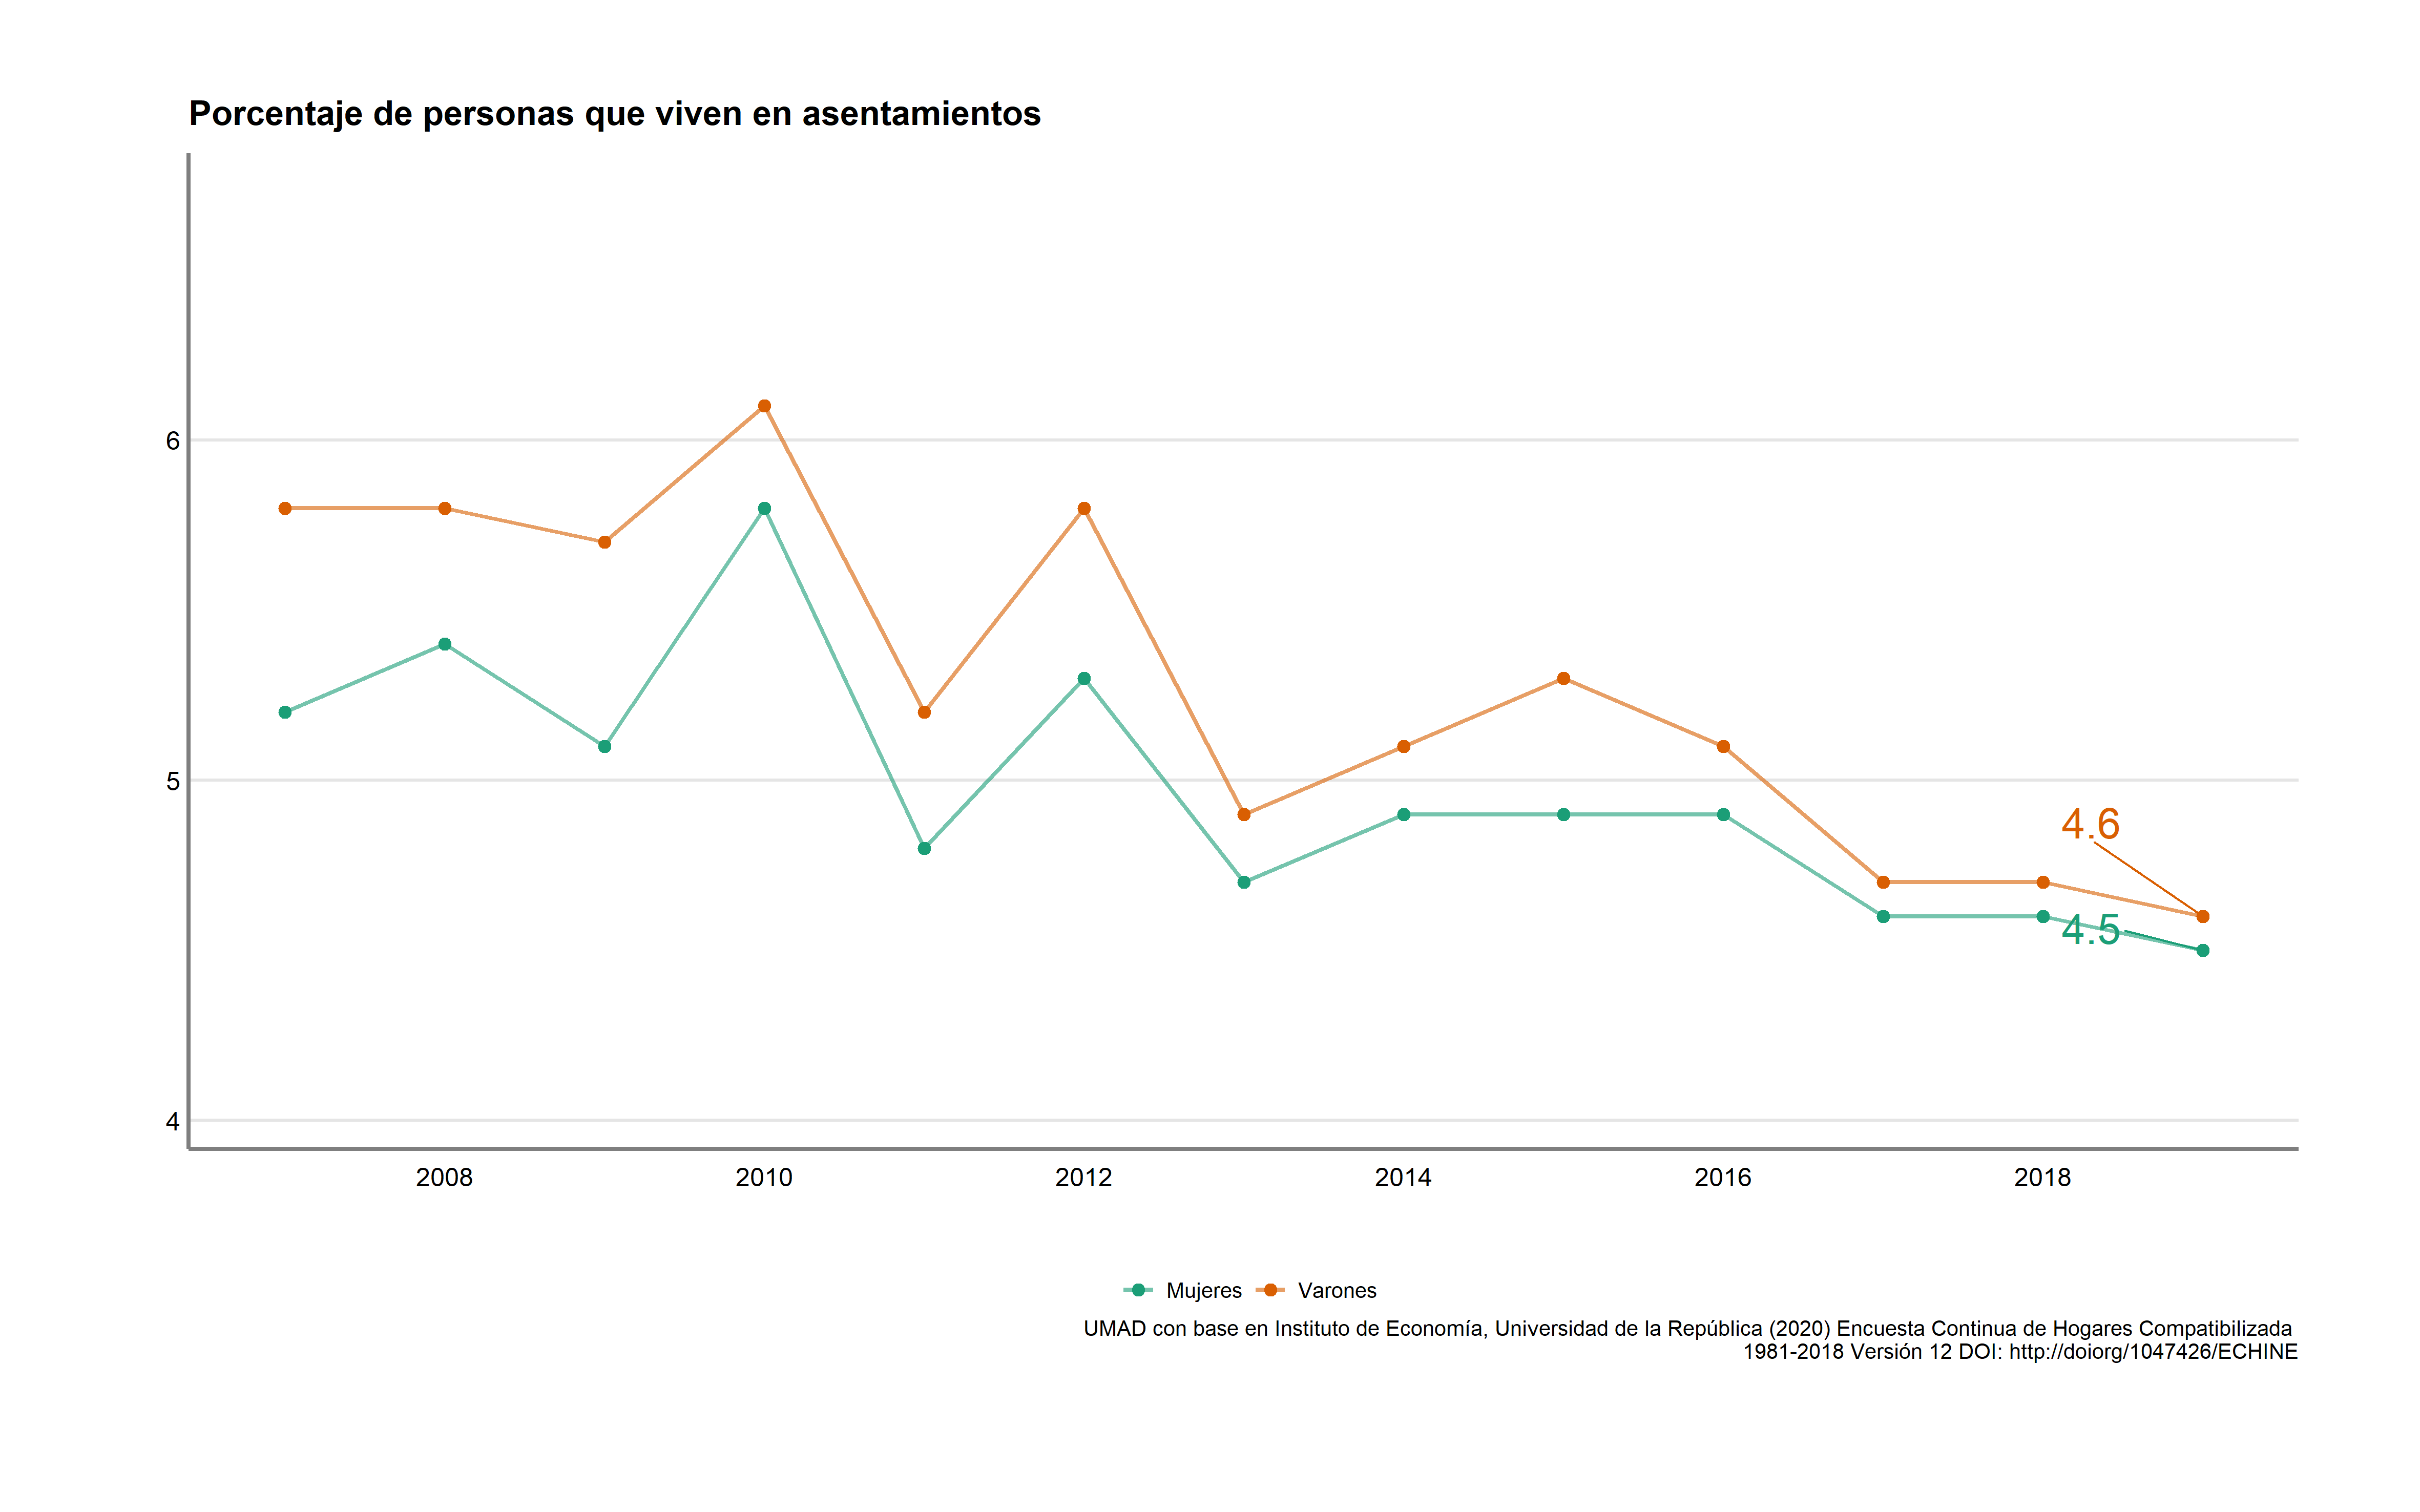 Porcentaje de personas que viven en asentamientos
6
5
4
4.6
4.5
2008 2010 2012 2014 2016 2018
Mujeres Varones
UMAD con base en Instituto de Economía, Universidad de la República (2020) Encuesta Continua de Hogares Compatibilizada
1981-2018 Versión 12 DOI: http://doiorg/1047426/ECHINE